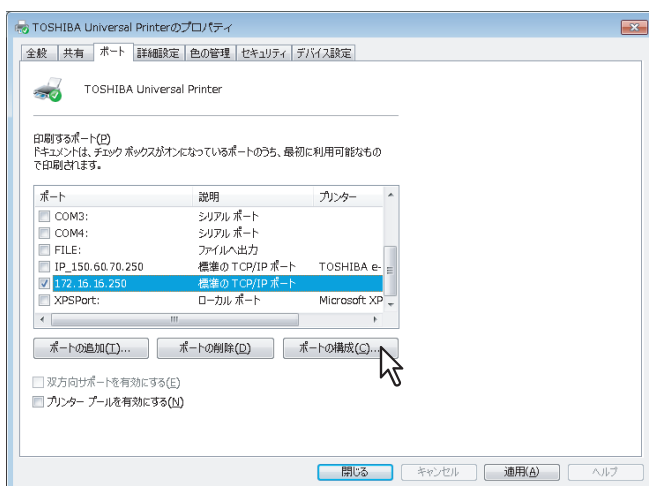 TOSHIBA Universal Printerのプロパティ
全般 共有 ポート 詳細設定 色の管理 セキュリティ デバイス設定
TOSHIBA Universal Printer
印刷するポート(P)
ドキュメントは、チェック ボックスがオンになっているポートのうち、最初に利用可能なもの
で印刷されます。
ポート 説明 プリンター
COM3: シリアル ポート
COM4: シリアル ポート
FILE: ファイルへ出力
IP_150.60.70.250 標準の TCP/IP ポート TOSHIBA e-
172.16.16.250 標準の TCP/IP ポート
XPSPort: ローカル ポート Microsoft XP
ポートの追加(T)... ポートの削除(D) ポートの構成(C)...
双方向サポートを有効にする(E)
プリンター プールを有効にする(N)
閉じる キャンセル 適用(A) ヘルプ